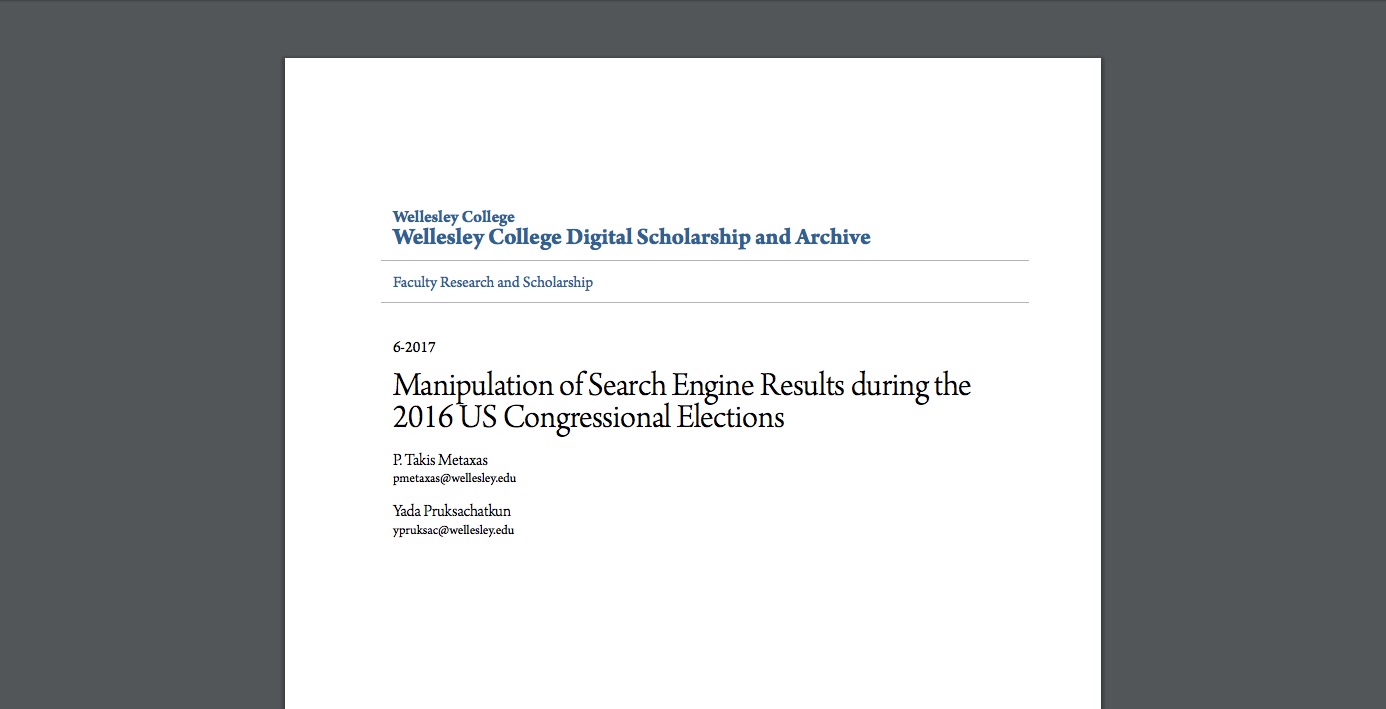 Wellesley College
Wellesley College Digital Scholarship and Archive
Faculty Research and Scholarship
6-2017
Manipulation of Search Engine Results during the
2016 US Congressional Elections
P. Takis Metaxas
pmetaxas@wellesley.edu
Yada Pruksachatkun
ypruksac@wellesley.edu